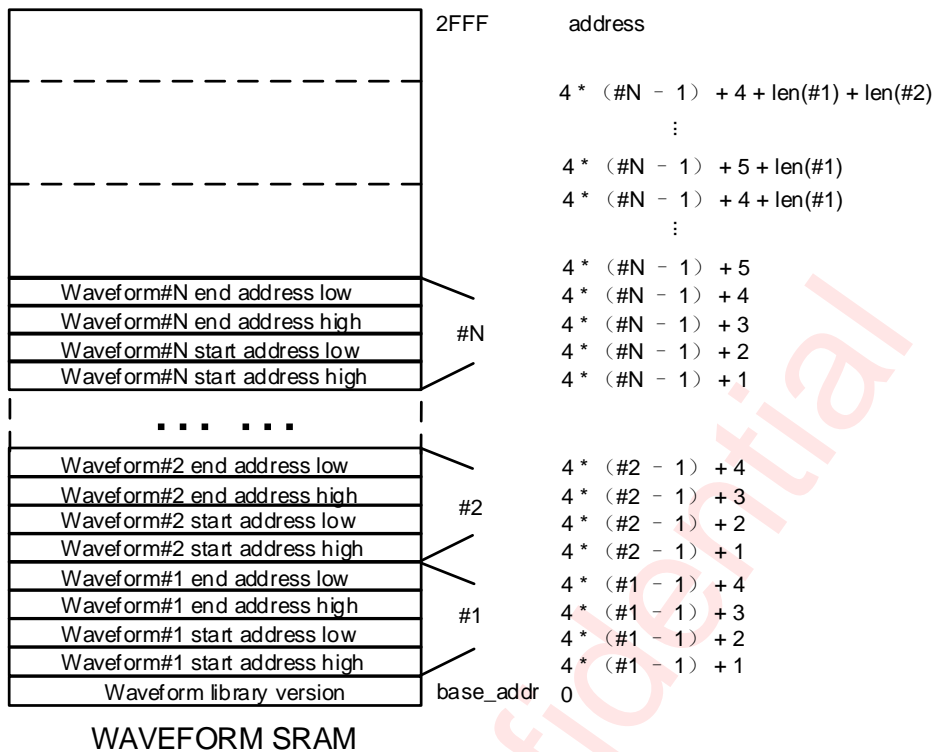 2FFF address
4 * （#N - 1） + 4 + len(#1) + len(#2)
⋮
4 * （#N - 1） + 5 + len(#1)
4 * （#N - 1） + 4 + len(#1)
⋮
4 * （#N - 1） + 5
Waveform#N end address low 4 * （#N - 1） + 4
Waveform#N end address high 4 * （#N - 1） + 3
#N
Waveform#N start address low 4 * （#N - 1） + 2
Waveform#N start address high 4 * （#N - 1） + 1
... ...
Waveform#2 end address low 4 * （#2 - 1） + 4
Waveform#2 end address high 4 * （#2 - 1） + 3
#2
Waveform#2 start address low 4 * （#2 - 1） + 2
Waveform#2 start address high 4 * （#2 - 1） + 1
Waveform#1 end address low 4 * （#1 - 1） + 4
Waveform#1 end address high 4 * （#1 - 1） + 3
#1
Waveform#1 start address low 4 * （#1 - 1） + 2
Waveform#1 start address high 4 * （#1 - 1） + 1
Waveform library version base_addr 0
WAVEFORM SRAM
fidential